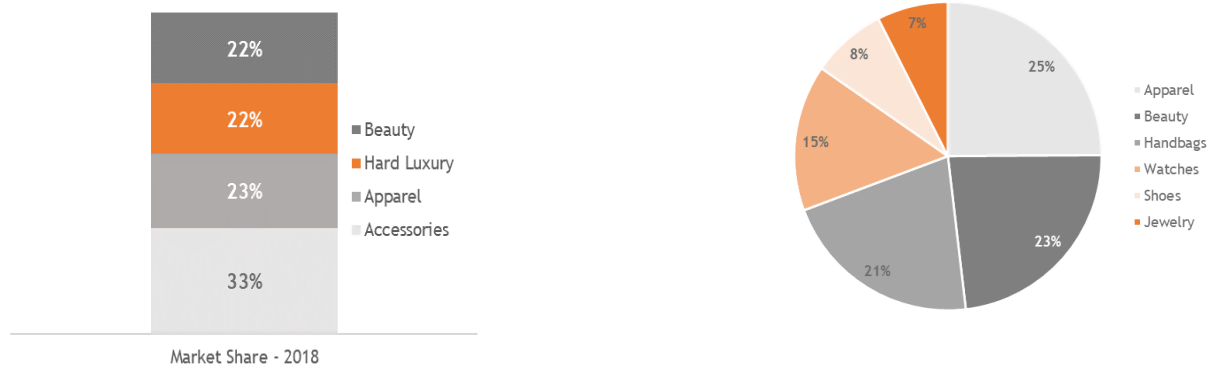 22%
22%
23%
33%
Beauty
Hard Luxury
Apparel
Accessories
Market Share - 2018
7%
8%
25%
15%
23%
21%
Apparel
Beauty
Handbags
Watches
Shoes
Jewelry